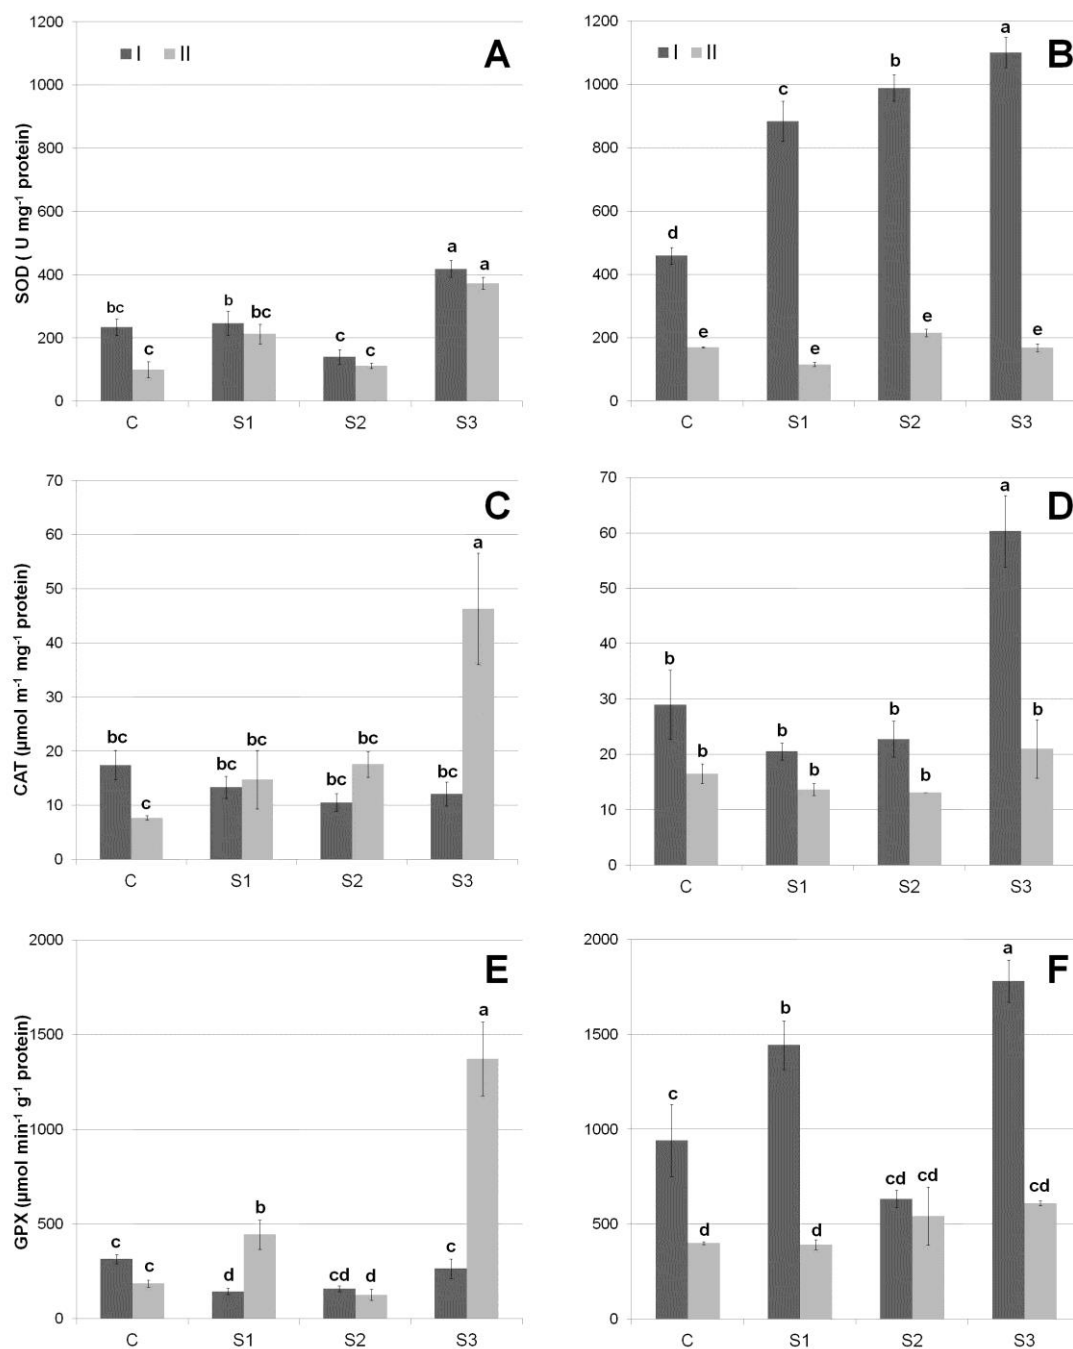 1200
1000
800
600
400
200
0
SOD ( U mg-1 protein)
I II
A
bc c b bc c c a a
C S1 S2 S3
1200
1000
800
600
400
200
0
I II
B
d e c e b e a e
C S1 S2 S3
70
60
50
40
30
20
10
0
CAT (µmol m-1 mg-1 protein)
C
bc c bc bc bc bc bc a
C S1 S2 S3
70
60
50
40
30
20
10
0
D
b b b b b b a b
C S1 S2 S3
2000
1500
1000
500
0
GPX (µmol min-1 g-1 protein)
E
c c d b cd d c a
C S1 S2 S3
2000
1500
1000
500
0
F
c d b d cd cd a cd
C S1 S2 S3